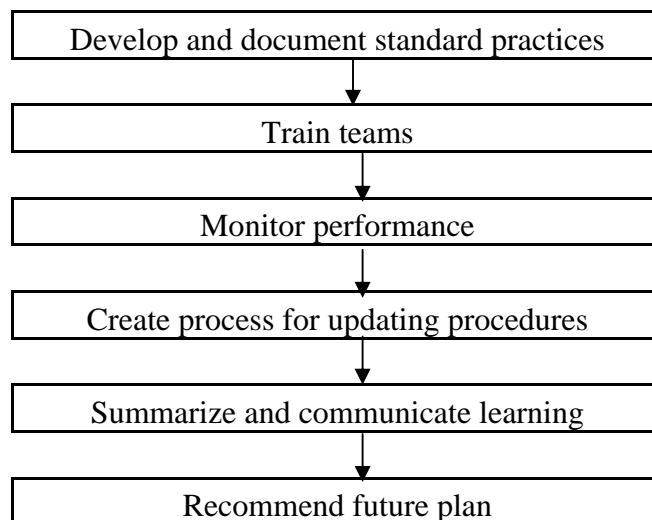 Develop and document standard practices
Train teams
Monitor performance
Create process for updating procedures
Summarize and communicate learning
Recommend future plan